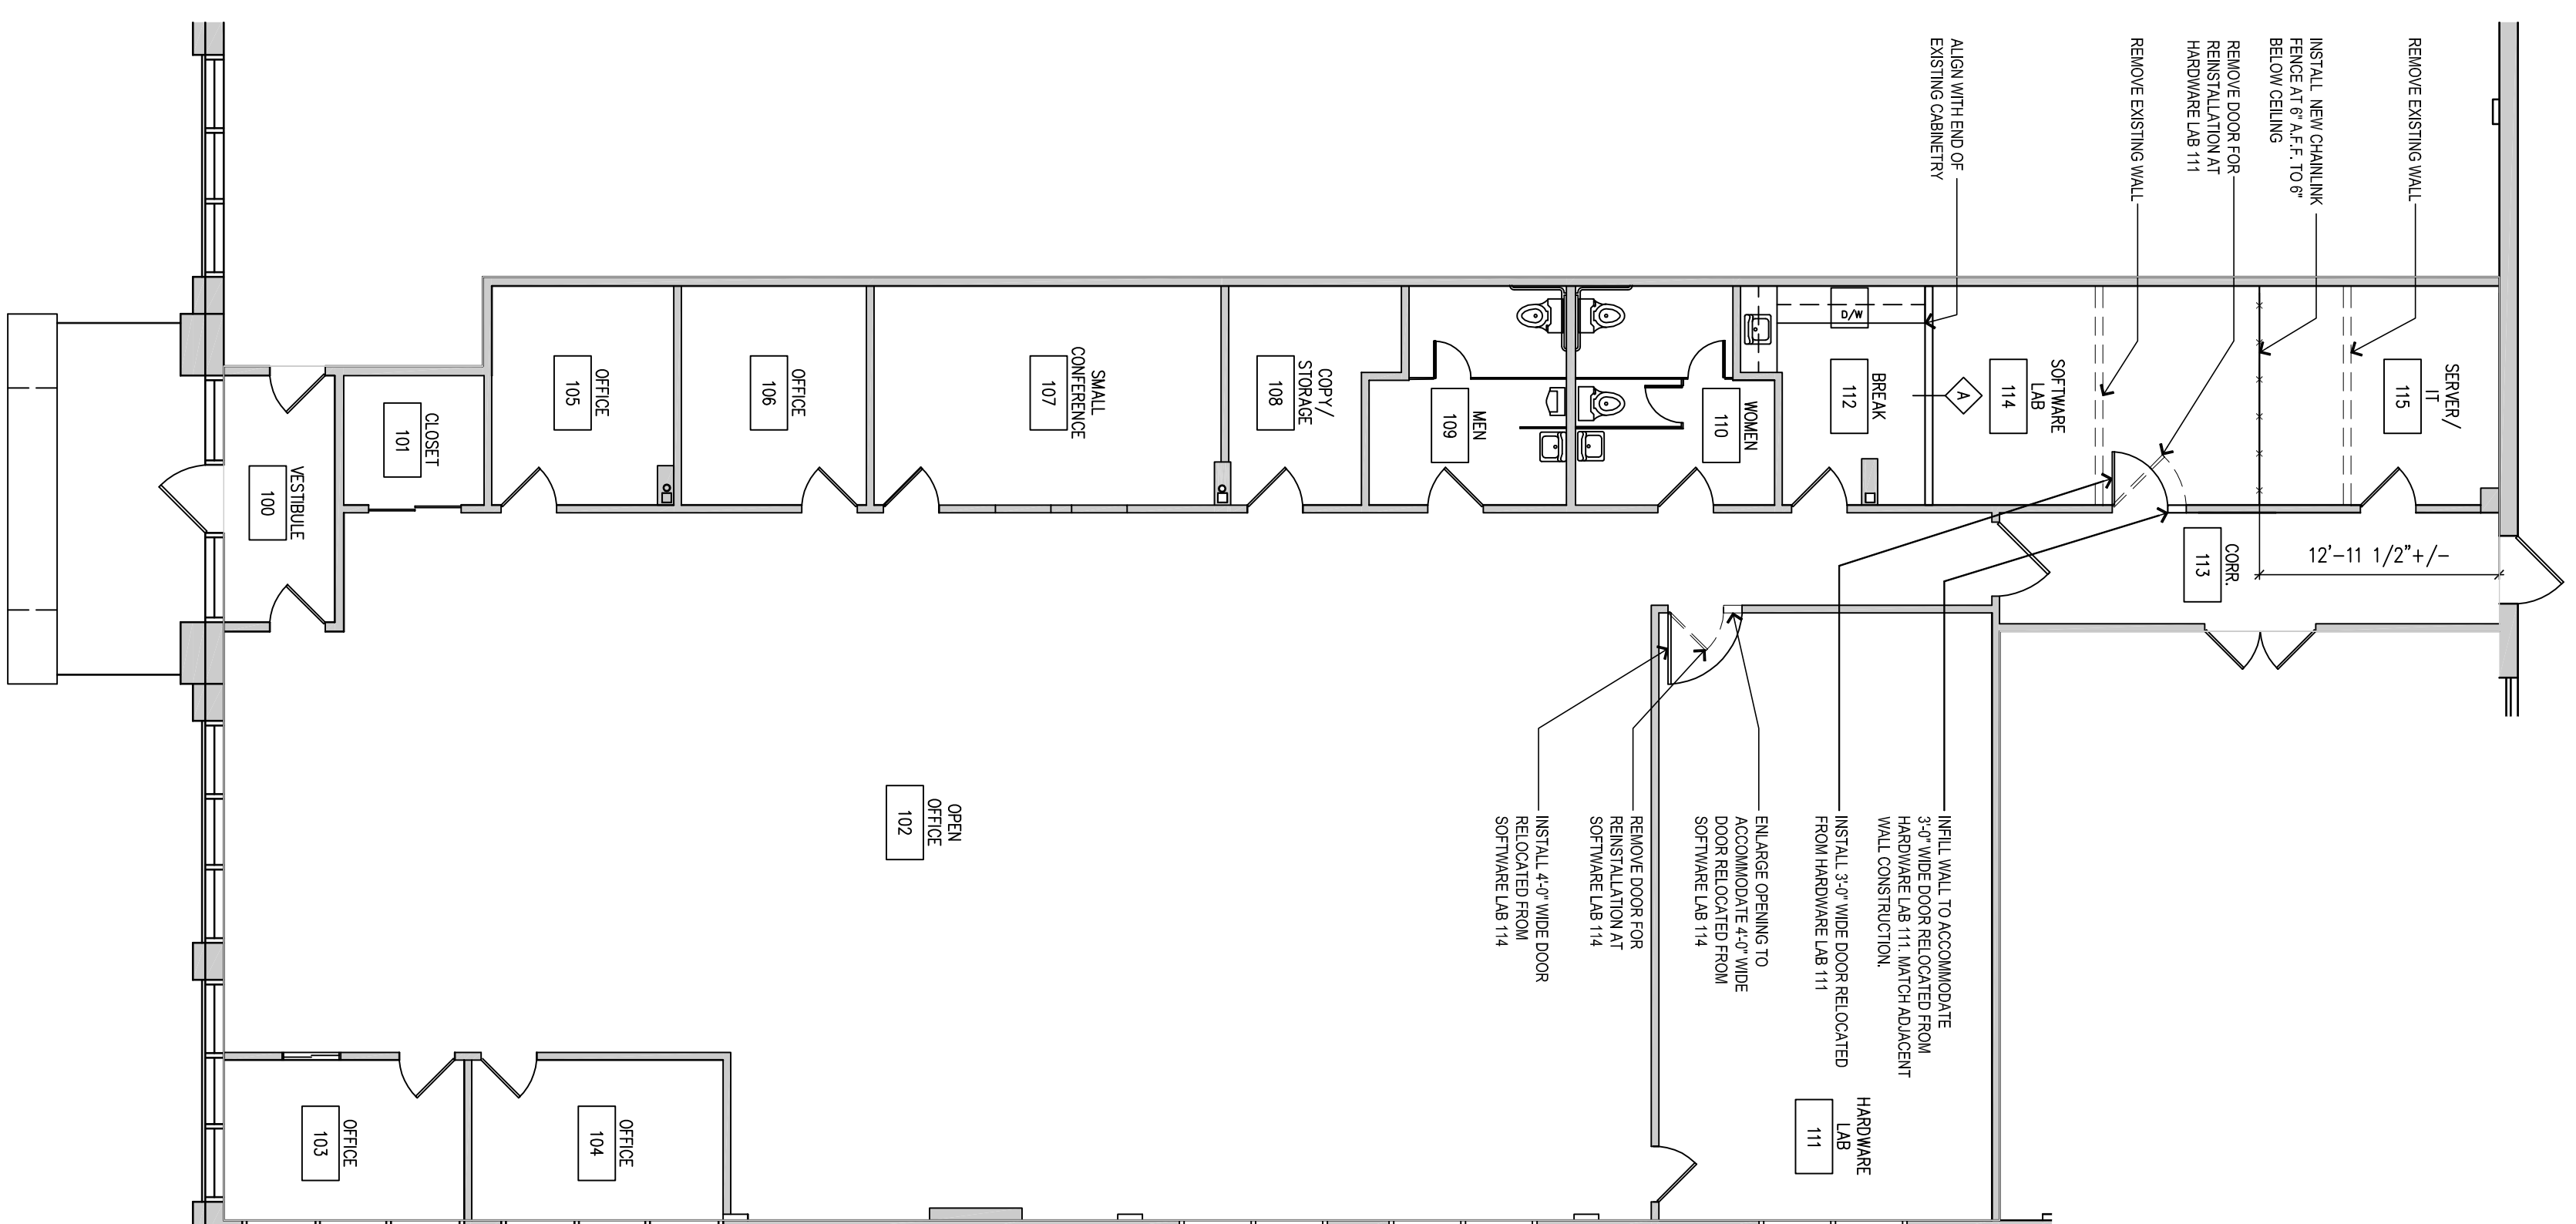 REMOVE EXISTING WALL
INSTALL NEW CHAINLINK
FENCE AT 6" A.F.F. TO 6"
BELOW CEILING
REMOVE DOOR FOR
REINSTALLATION AT
HARDWARE LAB 111
REMOVE EXISTING WALL
ALIGN WITH END OF
EXISTING CABINETRY
SERVER/
IT
115
SOFTWARE
LAB
114
A
BREAK
112
D/W
WOMEN
110
MEN
109
COPY/
STORAGE
108
SMALL
CONFERENCE
107
OFFICE
106
OFFICE
105
CLOSET
101
VESTIBULE
100
12'-11 1/2"+/-
CORR.
113
INFILL WALL TO ACCOMMODATE
3'-0" WIDE DOOR RELOCATED FROM
HARDWARE LAB 111. MATCH ADJACENT
WALL CONSTRUCTION.
INSTALL 3'-0" WIDE DOOR RELOCATED
FROM HARDWARE LAB 111
ENLARGE OPENING TO
ACCOMMODATE 4'-0" WIDE
DOOR RELOCATED FROM
SOFTWARE LAB 114
REMOVE DOOR FOR
REINSTALLATION AT
SOFTWARE LAB 114
INSTALL 4'-0" WIDE DOOR
RELOCATED FROM
SOFTWARE LAB 114
OPEN
OFFICE
102
HARDWARE
LAB
111
OFFICE
104
OFFICE
103